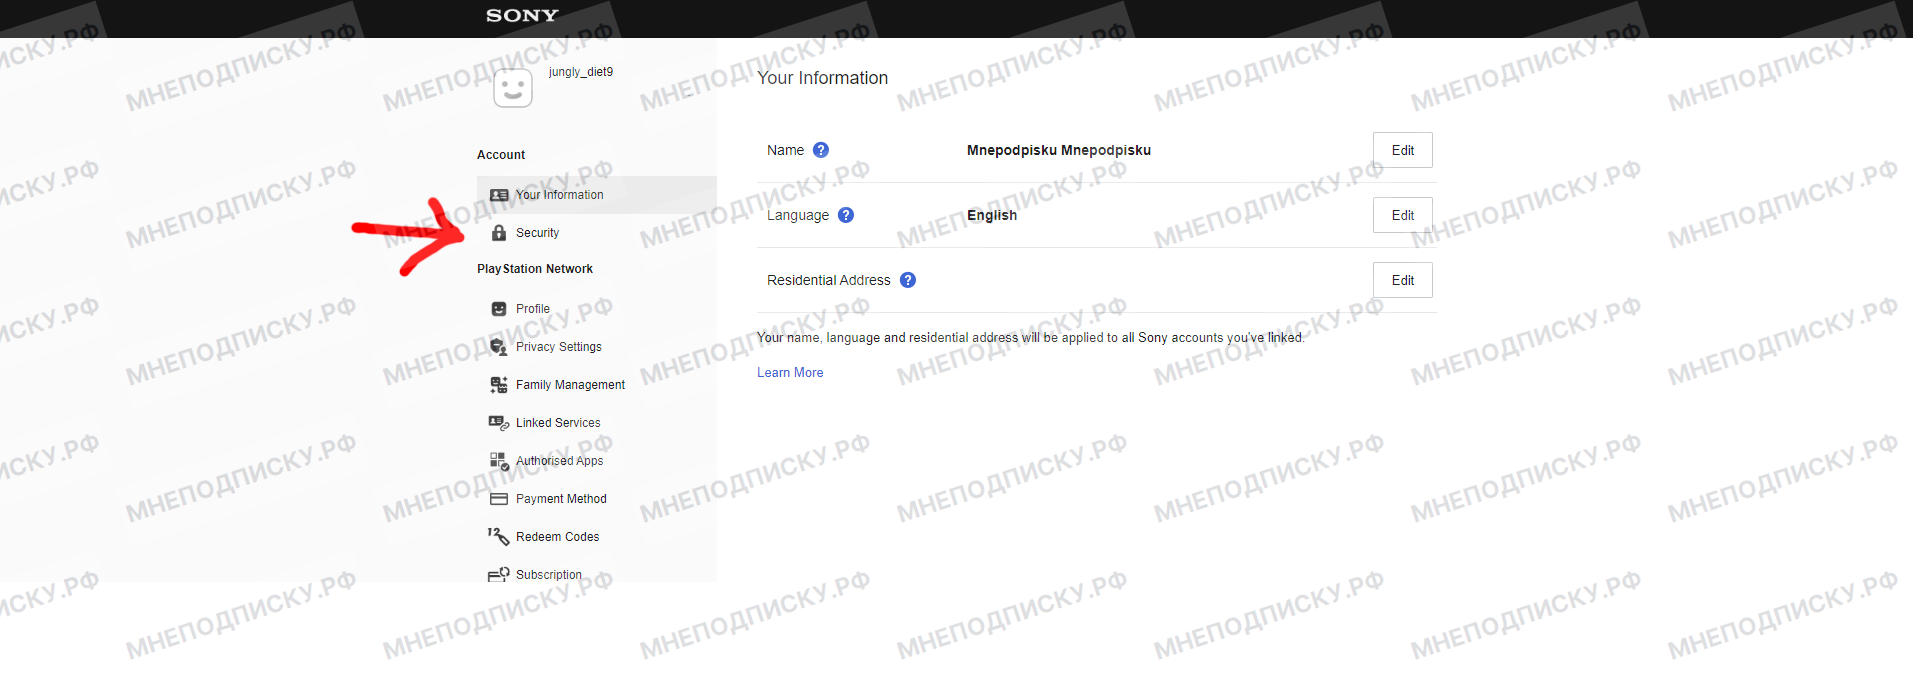 SONY
jungly_diet9
Account
Your Information
Security
PlayStation Network
Profile
Privacy Settings
Family Management
Linked Services
Authorised Apps
Payment Method
Redeem Codes
Subscription
Your Information
Name ?
Mnepodpisku Mnepodpisku
Edit
Language ?
English
Edit
Residential Address ?
Edit
Your name, language and residential address will be applied to all Sony accounts you've linked.
Learn More
МНЕПОДПИСКУ.РФ